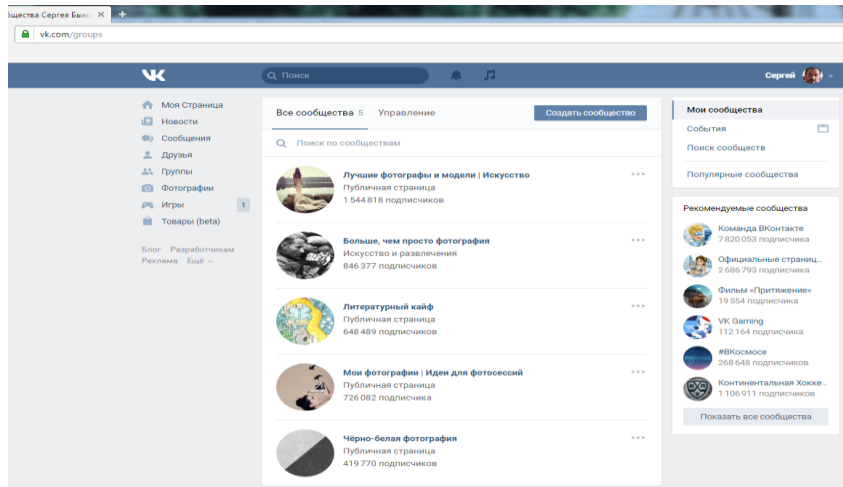 бщества Сергея Быко
vk.com/groups
Поиск
Сергей
Моя Страница
Новости
Сообщения
Друзья
Группы
Фотографии
Игры 1
Товары (beta)
Блог Разработчикам
Реклама Ещё
Все сообщества 5 Управление Создать сообщество
Поиск по сообществам
Лучшие фотографы и модели | Искусство
Публичная страница
1 544 818 подписчиков
Больше, чем просто фотография
Искусство и развлечения
846 377 подписчиков
Литературный кайф
Публичная страница
648 489 подписчиков
Мои фотографии | Идеи для фотосессий
Публичная страница
726 082 подписчика
Чёрно-белая фотография
Публичная страница
419 770 подписчиков
Мои сообщества
События
Поиск сообществ
Популярные сообщества
Рекомендуемые сообщества
Команда ВКонтакте
7 820 053 подписчика
Официальные страниц...
2 686 793 подписчика
Фильм «Притяжение»
19 554 подписчика
VK Gaming
112 164 подписчика
#ВКосмосе
268 648 подписчиков
Континентальная Хокке...
1 106 911 подписчиков
Показать все сообщества